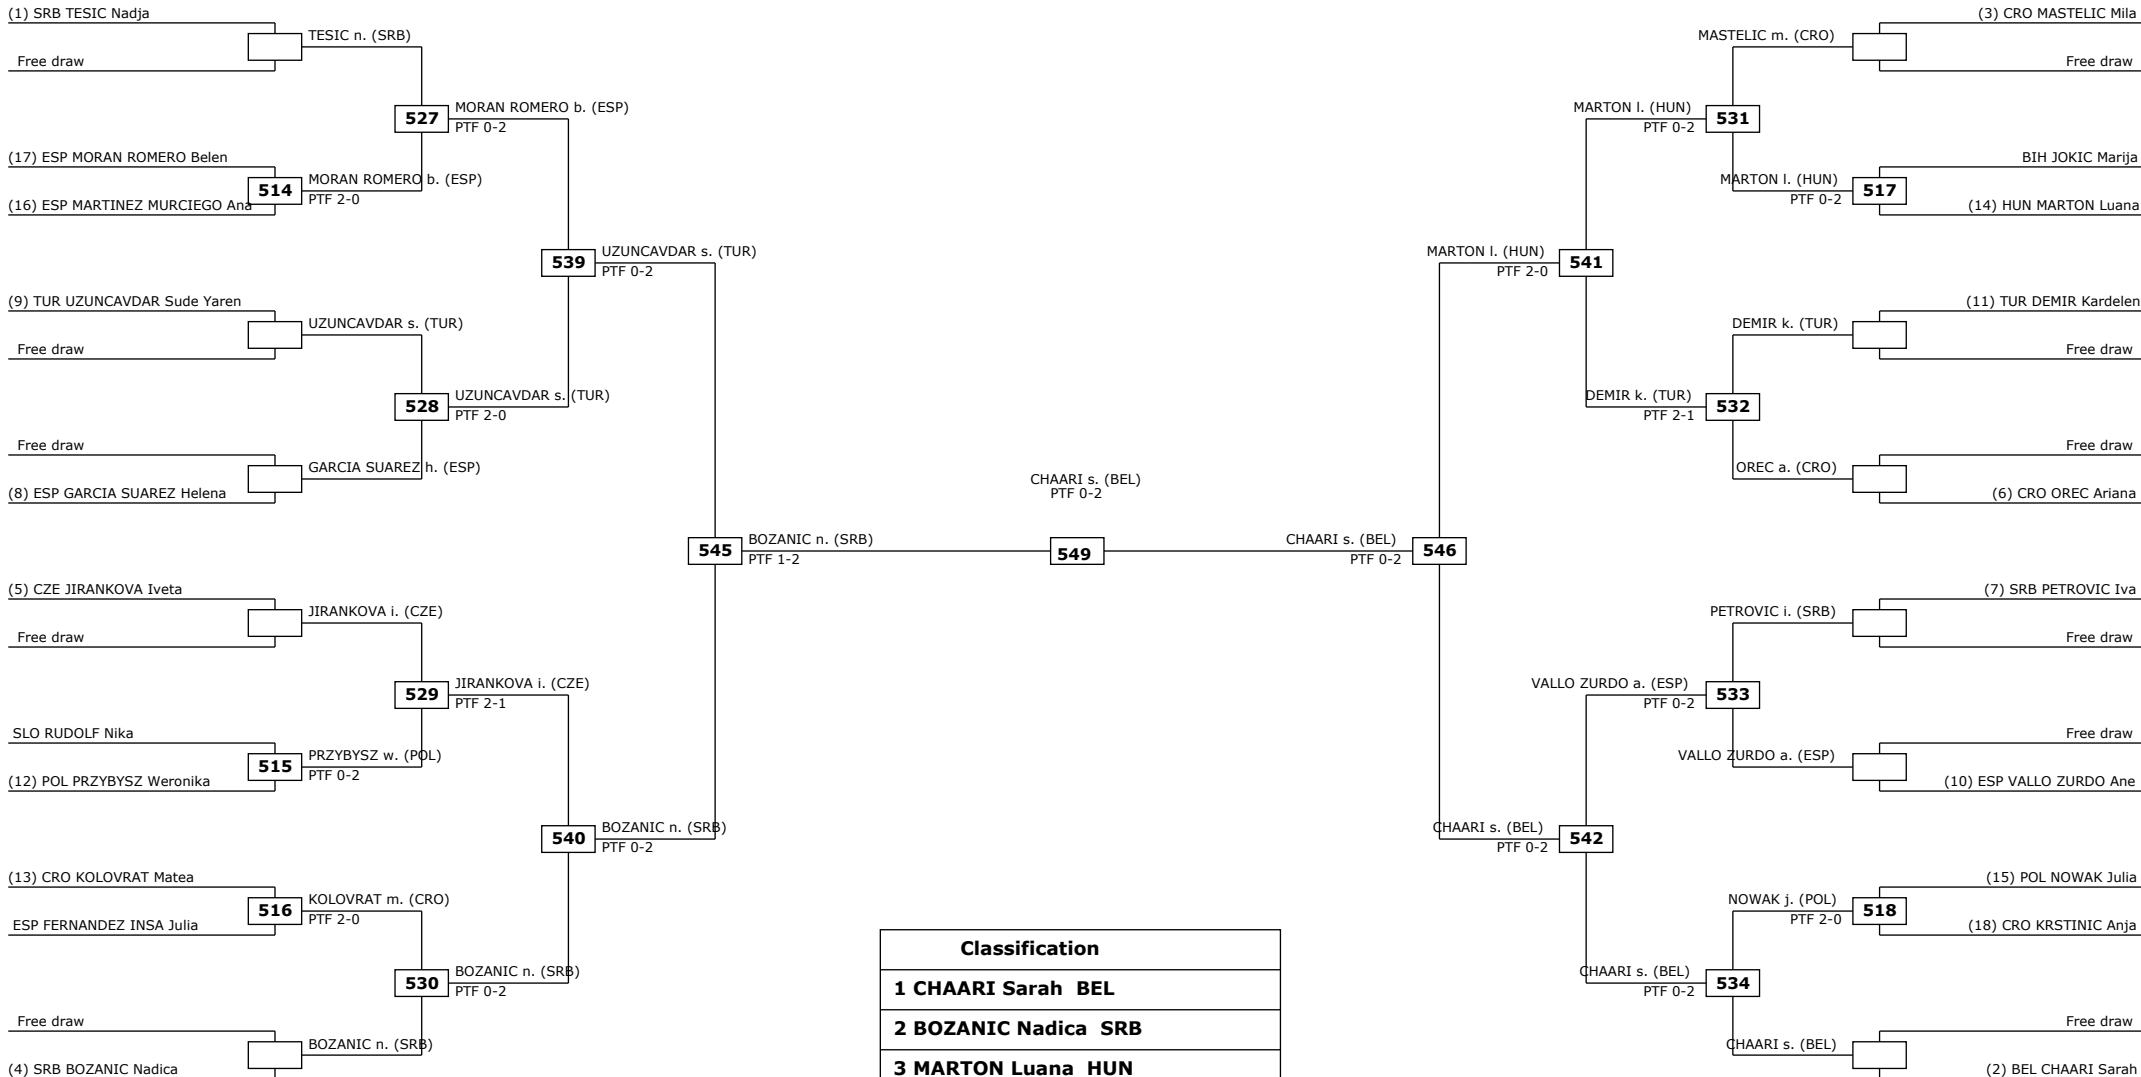 (1) SRB TESIC Nadja
TESIC n. (SRB)
Free draw
527
MORAN ROMERO b. (ESP)
PTF 0-2
(17) ESP MORAN ROMERO Belen
514
MORAN ROMERO b. (ESP)
PTF 2-0
(16) ESP MARTINEZ MURCIEGO Ana
539
UZUNCAVDAR s. (TUR)
PTF 0-2
(9) TUR UZUNCAVDAR Sude Yaren
UZUNCAVDAR s. (TUR)
Free draw
528
UZUNCAVDAR s. (TUR)
PTF 2-0
Free draw
GARCIA SUAREZ h. (ESP)
(8) ESP GARCIA SUAREZ Helena
545
BOZANIC n. (SRB)
PTF 1-2
(5) CZE JIRANKOVA Iveta
JIRANKOVA i. (CZE)
Free draw
529
JIRANKOVA i. (CZE)
PTF 2-1
SLO RUDOLF Nika
515
PRZYBYSZ w. (POL)
PTF 0-2
(12) POL PRZYBYSZ Weronika
540
BOZANIC n. (SRB)
PTF 0-2
(13) CRO KOLOVRAT Matea
516
KOLOVRAT m. (CRO)
PTF 2-0
ESP FERNANDEZ INSA Julia
530
BOZANIC n. (SRB)
PTF 0-2
Free draw
BOZANIC n. (SRB)
(4) SRB BOZANIC Nadica
CHAARI s. (BEL)
PTF 0-2
549
(3) CRO MASTELIC Mila
MASTELIC m. (CRO)
Free draw
MARTON l. (HUN)
PTF 0-2
531
BIH JOKIC Marija
MARTON l. (HUN)
PTF 0-2
517
(14) HUN MARTON Luana
MARTON l. (HUN)
PTF 2-0
541
(11) TUR DEMIR Kardelen
DEMIR k. (TUR)
Free draw
DEMIR k. (TUR)
PTF 2-1
532
Free draw
OREC a. (CRO)
(6) CRO OREC Ariana
CHAARI s. (BEL)
PTF 0-2
546
(7) SRB PETROVIC Iva
PETROVIC i. (SRB)
Free draw
VALLO ZURDO a. (ESP)
PTF 0-2
533
Free draw
VALLO ZURDO a. (ESP)
(10) ESP VALLO ZURDO Ane
CHAARI s. (BEL)
PTF 0-2
542
(15) POL NOWAK Julia
NOWAK j. (POL)
PTF 2-0
518
(18) CRO KRSTINIC Anja
CHAARI s. (BEL)
PTF 0-2
534
Free draw
CHAARI s. (BEL)
(2) BEL CHAARI Sarah
Classification
1 CHAARI Sarah BEL
2 BOZANIC Nadica SRB
3 MARTON Luana HUN